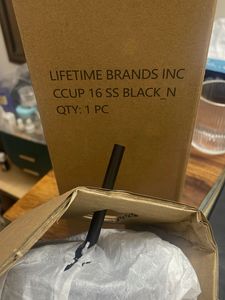 LIFETIME BRANDS INC
CCUP 16 SS BLACK_N
QTY: 1 PC